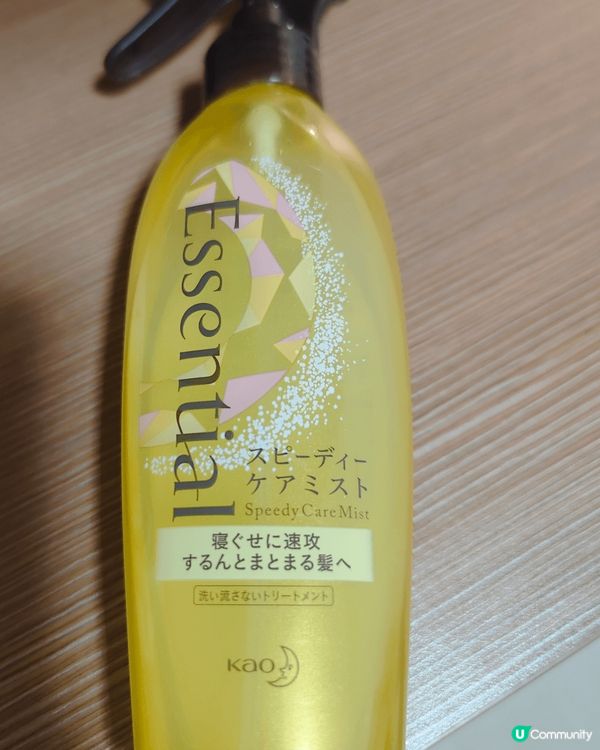 Essential
スピーディー
ケアミスト
Speedy Care Mist
寝ぐせに速攻
するんとまとまる髪へ
洗い流さないトリートメント
Kao
U Community